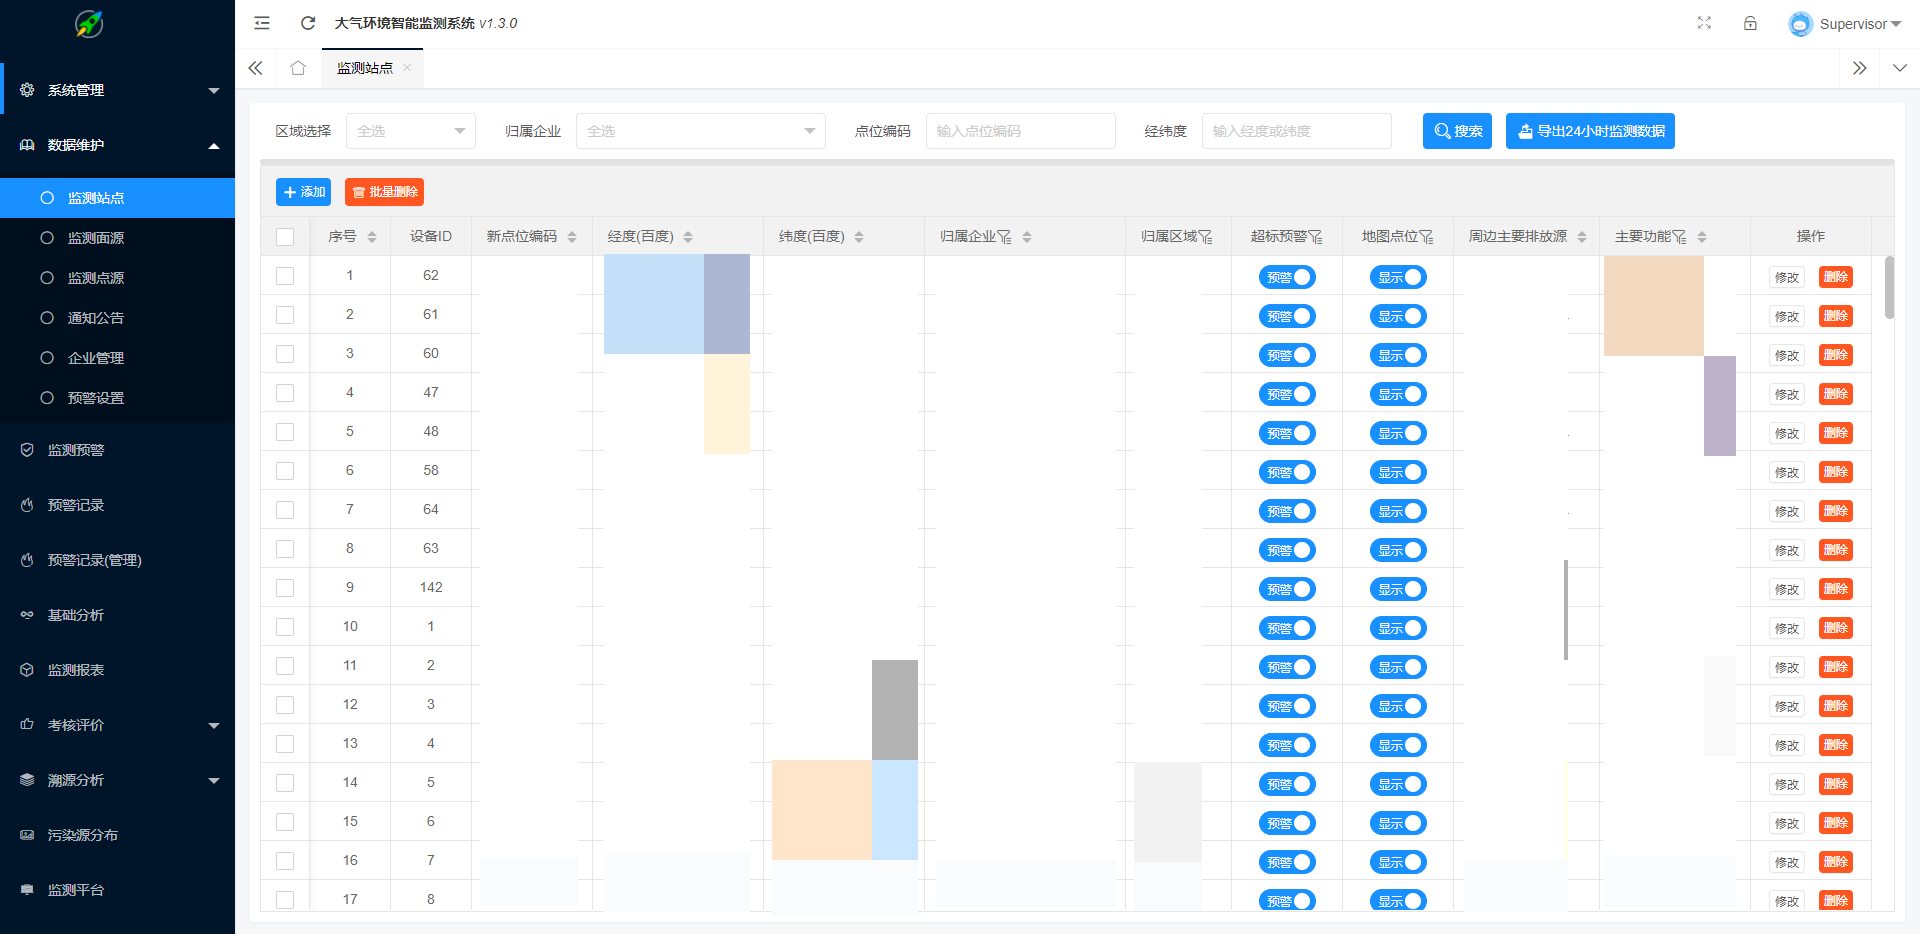 大气环境智能监测系统 v1.3.0
Supervisor
系统管理
数据维护
监测站点
监测面源
监测点源
通知公告
企业管理
预警设置
监测预警
预警记录
预警记录(管理)
基础分析
监测报表
考核评价
溯源分析
污染源分布
监测平台
监测站点 ×
区域选择 全选 归属企业 全选 点位编码 输入点位编码 经纬度 输入经度或纬度 搜索 导出24小时监测数据
添加 批量删除
序号 设备ID 新点位编码 经度(百度) 纬度(百度) 归属企业 归属区域 超标预警 地图点位 周边主要排放源 主要功能 操作
1 62 预警 显示 修改 删除
2 61 预警 显示 修改 删除
3 60 预警 显示 修改 删除
4 47 预警 显示 修改 删除
5 48 预警 显示 修改 删除
6 58 预警 显示 修改 删除
7 64 预警 显示 修改 删除
8 63 预警 显示 修改 删除
9 142 预警 显示 修改 删除
10 1 预警 显示 修改 删除
11 2 预警 显示 修改 删除
12 3 预警 显示 修改 删除
13 4 预警 显示 修改 删除
14 5 预警 显示 修改 删除
15 6 预警 显示 修改 删除
16 7 预警 显示 修改 删除
17 8 预警 显示 修改 删除